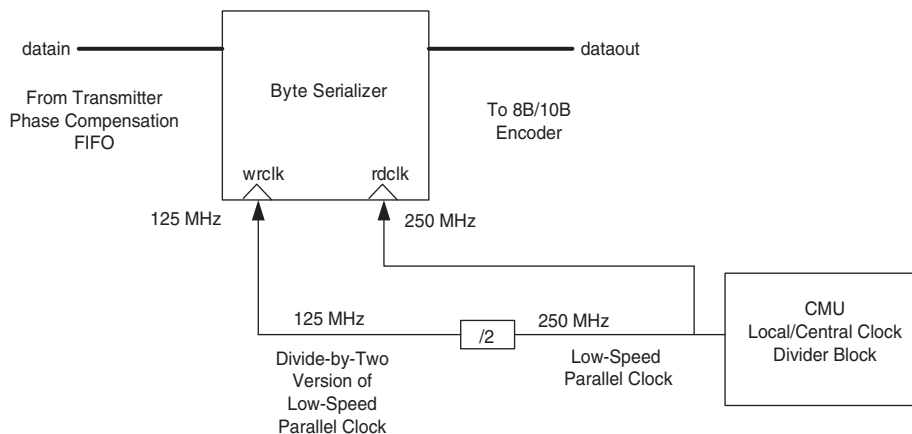 datain
From Transmitter
Phase Compensation
FIFO
Byte Serializer
wrclk
rdclk
dataout
To 8B/10B
Encoder
125 MHz
250 MHz
125 MHz
/2
250 MHz
Divide-by-Two
Version of
Low-Speed
Parallel Clock
Low-Speed
Parallel Clock
CMU
Local/Central Clock
Divider Block